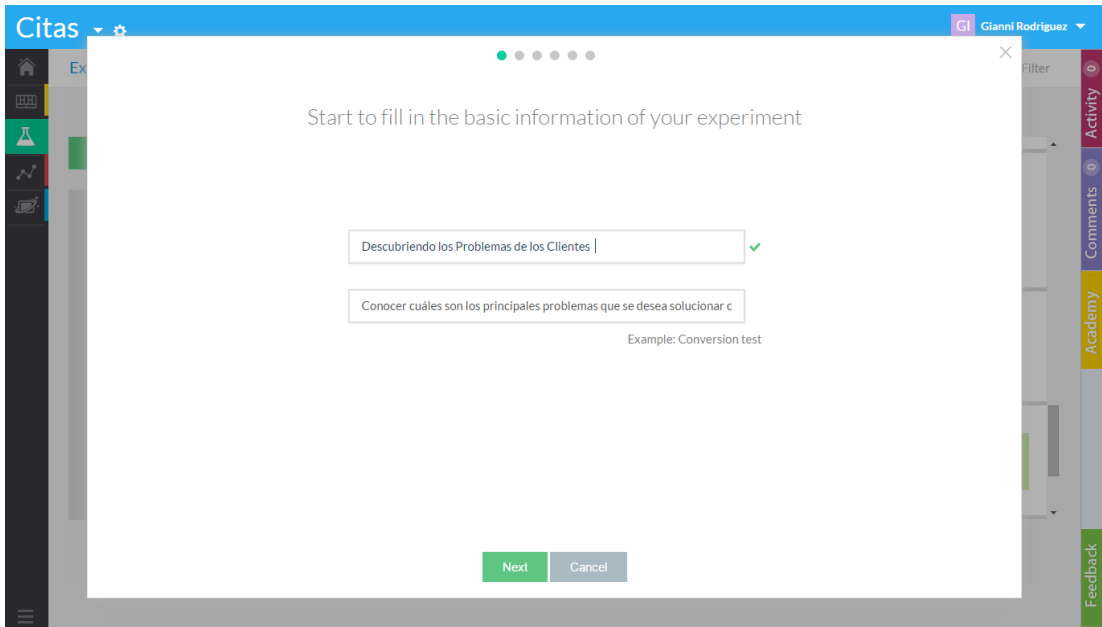 Citas
GI Gianni Rodriguez
Ex
Filter
Start to fill in the basic information of your experiment
Descubriendo los Problemas de los Clientes
Conocer cuáles son los principales problemas que se desea solucionar c
Example: Conversion test
Next Cancel
Activity 0
Comments 0
Academy
Feedback